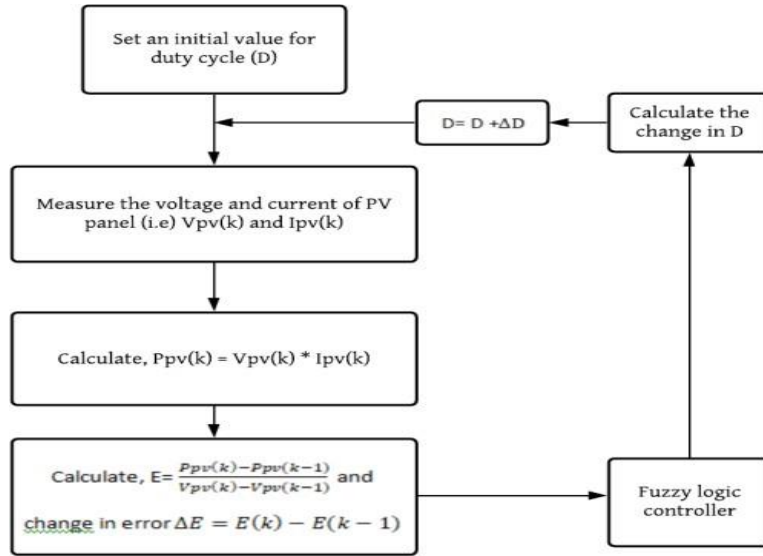 Set an initial value for
duty cycle (D)
D= D +ΔD
Calculate the
change in D
Measure the voltage and current of PV
panel (i.e) Vpv(k) and Ipv(k)
Calculate, Ppv(k) = Vpv(k) * Ipv(k)
Calculate, E= Ppv(k)−Ppv(k−1) / Vpv(k)−Vpv(k−1) and
change in error ΔE = E(k) − E(k − 1)
Fuzzy logic
controller